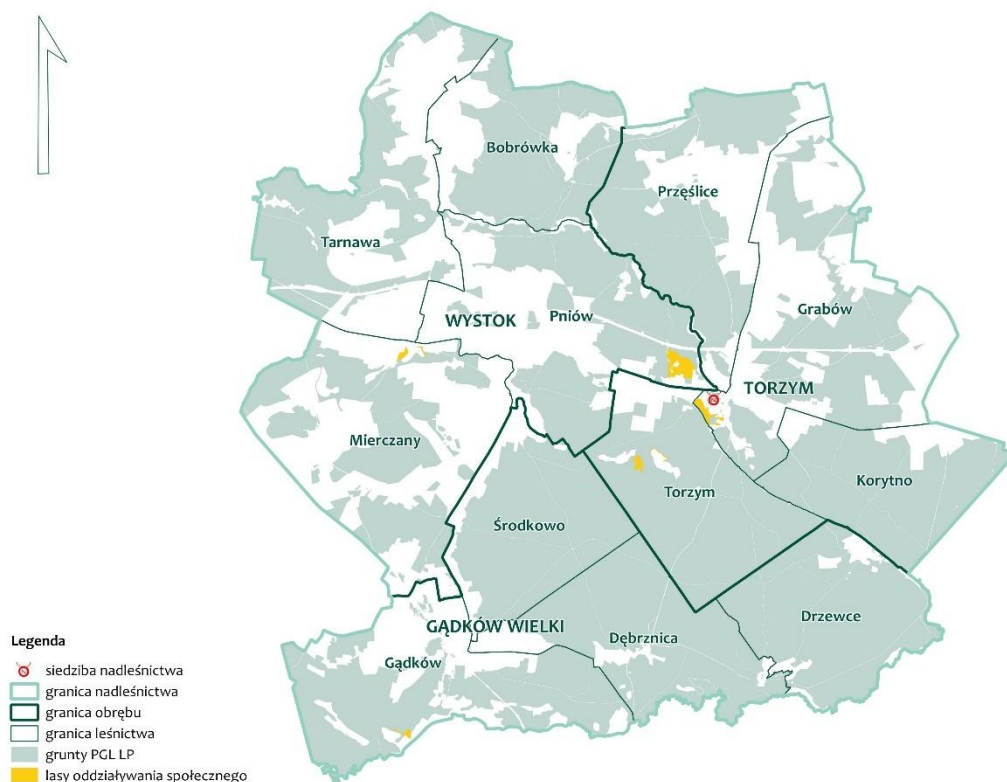 Bobrówka
Przęślice
Tarnawa
Grabów
WYSTOK
Pniów
TORZYM
Mierczany
Korytno
Torzym
Środkowo
Drzewce
GĄDKÓW WIELKI
Dębrznica
Gądków
Legenda
siedziba nadleśnictwa
granica nadleśnictwa
granica obrębu
granica leśnictwa
grunty PGL LP
lasy oddziaływania społecznego